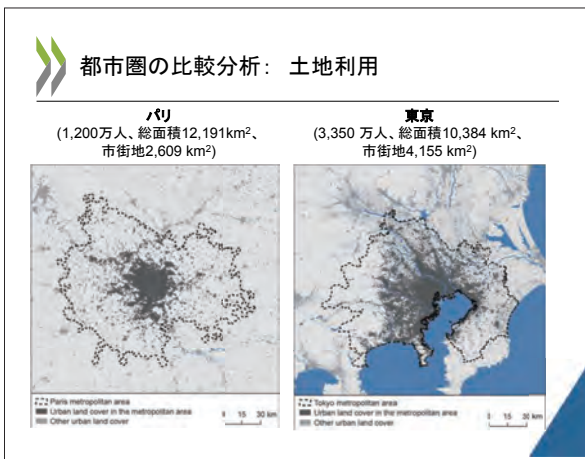 都市圏の比較分析： 土地利用
パリ
(1,200万人、総面積12,191km²、
市街地2,609 km²)
東京
(3,350 万人、総面積10,384 km²、
市街地4,155 km²)
Paris metropolitan area
Urban land cover in the metropolitan area
Other urban land cover
0 15 30 km
Tokyo metropolitan area
Urban land cover in the metropolitan area
Other urban land cover
0 15 30 km